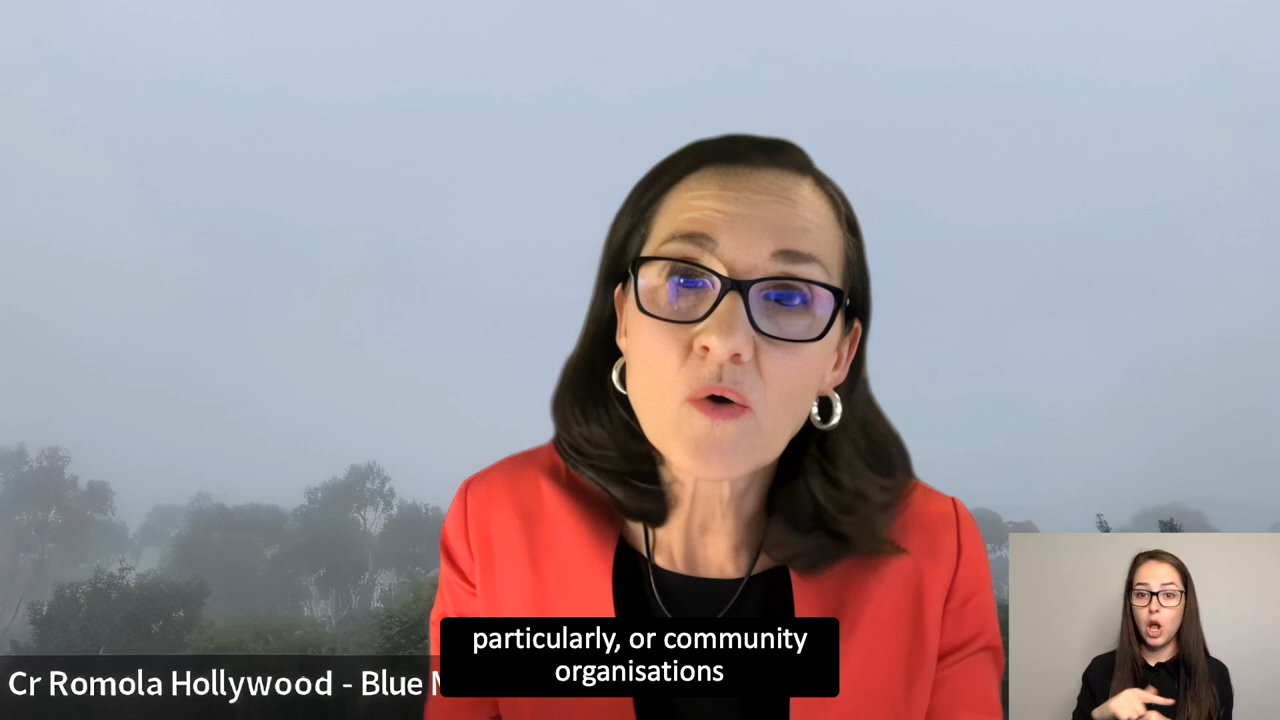 particularly, or community
organisations
Cr Romola Hollywood - Blue